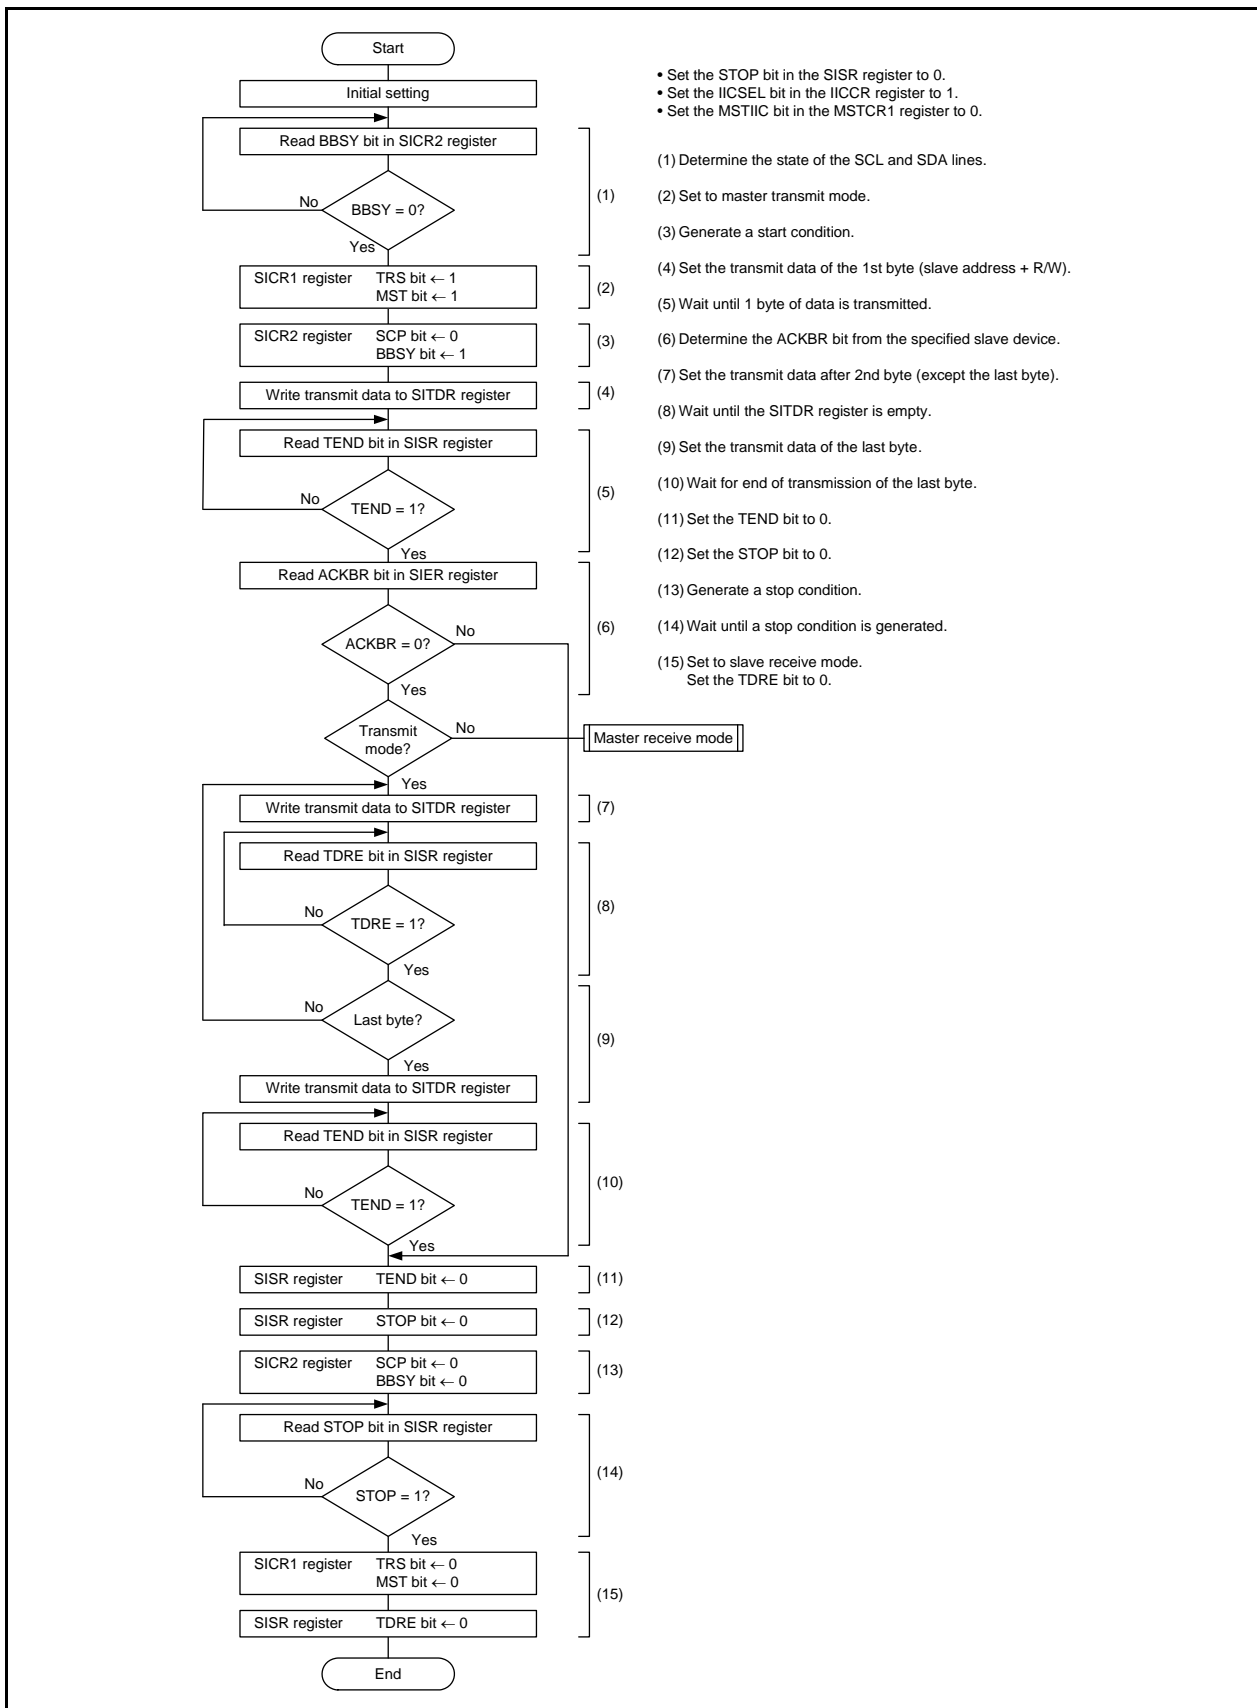 Start
Initial setting
• Set the STOP bit in the SISR register to 0.
• Set the IICSEL bit in the IICCR register to 1.
• Set the MSTIIC bit in the MSTCR1 register to 0.
Read BBSY bit in SICR2 register
BBSY = 0?
No
Yes
(1)
SICR1 register TRS bit ← 1
MST bit ← 1
(2)
SICR2 register SCP bit ← 0
BBSY bit ← 1
(3)
Write transmit data to SITDR register
(4)
Read TEND bit in SISR register
TEND = 1?
No
Yes
(5)
Read ACKBR bit in SIER register
ACKBR = 0?
No
Yes
(6)
Transmit
mode?
No
Yes
Master receive mode
Write transmit data to SITDR register
(7)
Read TDRE bit in SISR register
TDRE = 1?
No
Yes
(8)
Last byte?
No
Yes
Write transmit data to SITDR register
(9)
Read TEND bit in SISR register
TEND = 1?
No
Yes
(10)
SISR register TEND bit ← 0
(11)
SISR register STOP bit ← 0
(12)
SICR2 register SCP bit ← 0
BBSY bit ← 0
(13)
Read STOP bit in SISR register
STOP = 1?
No
Yes
(14)
SICR1 register TRS bit ← 0
MST bit ← 0
SISR register TDRE bit ← 0
(15)
End
(1) Determine the state of the SCL and SDA lines.
(2) Set to master transmit mode.
(3) Generate a start condition.
(4) Set the transmit data of the 1st byte (slave address + R/W).
(5) Wait until 1 byte of data is transmitted.
(6) Determine the ACKBR bit from the specified slave device.
(7) Set the transmit data after 2nd byte (except the last byte).
(8) Wait until the SITDR register is empty.
(9) Set the transmit data of the last byte.
(10) Wait for end of transmission of the last byte.
(11) Set the TEND bit to 0.
(12) Set the STOP bit to 0.
(13) Generate a stop condition.
(14) Wait until a stop condition is generated.
(15) Set to slave receive mode.
Set the TDRE bit to 0.